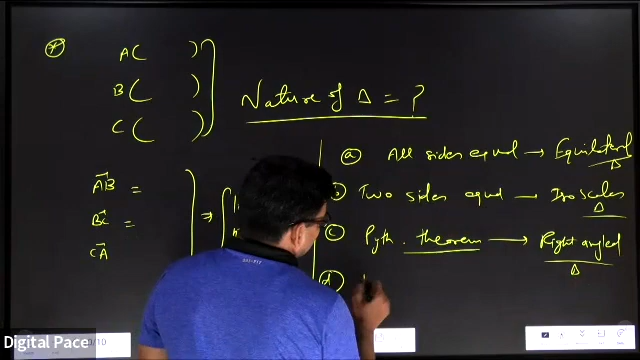 A( )
B( )
C( )
Nature of Δ = ?
(a) All sides equal → Equilateral Δ
(b) Two sides equal → Isosceles Δ
(c) Pyth. theorem → Right angled Δ
(d)
AB⃗ =
BC⃗ =
CA⃗
⇒
Digital Pace